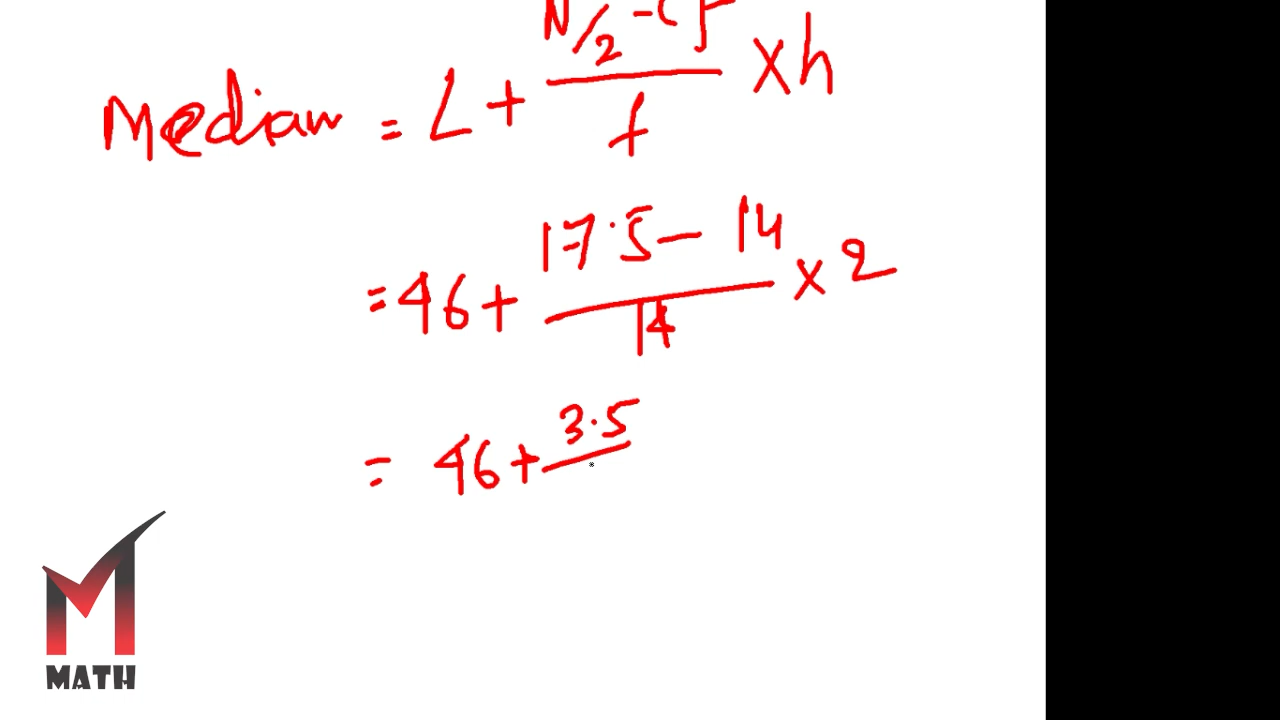 Median = L + N/2 - Cf / f × h
= 46 + 17.5 - 14 / 14 × 2
= 46 + 3.5 /
MATH